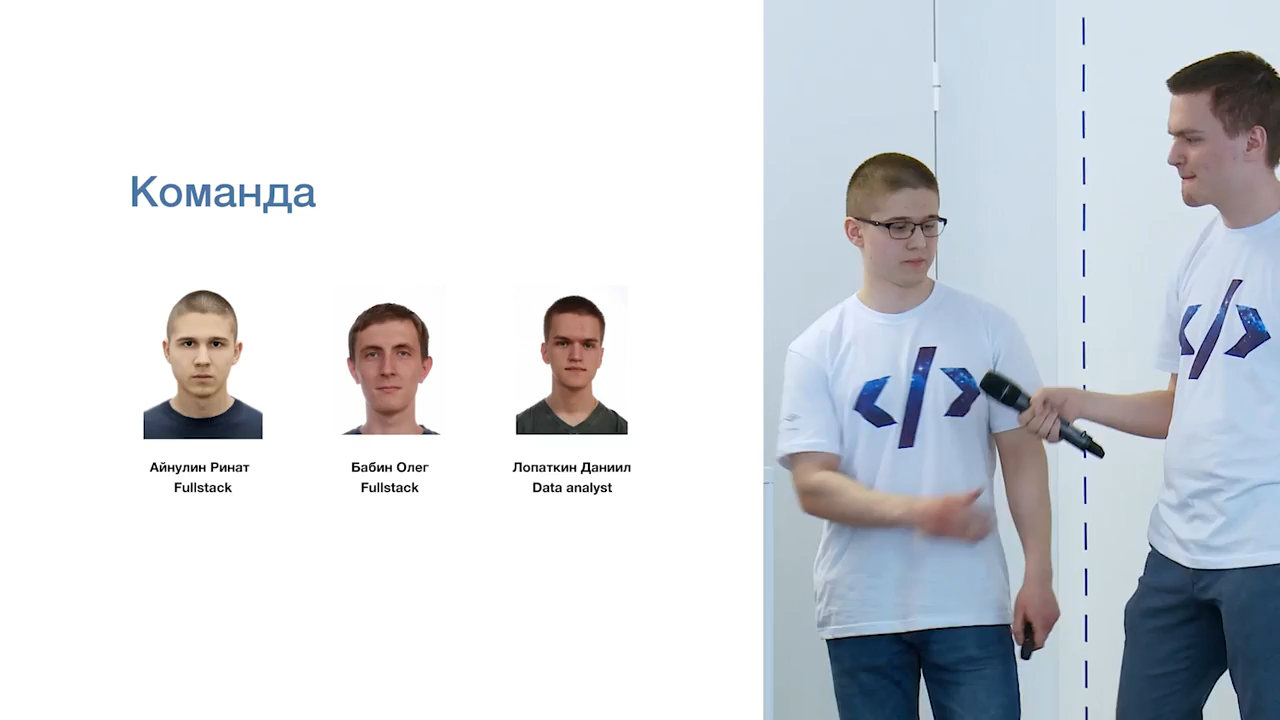 Команда
Айнулин Ринат
Fullstack
Бабин Олег
Fullstack
Лопаткин Даниил
Data analyst
</>
</>